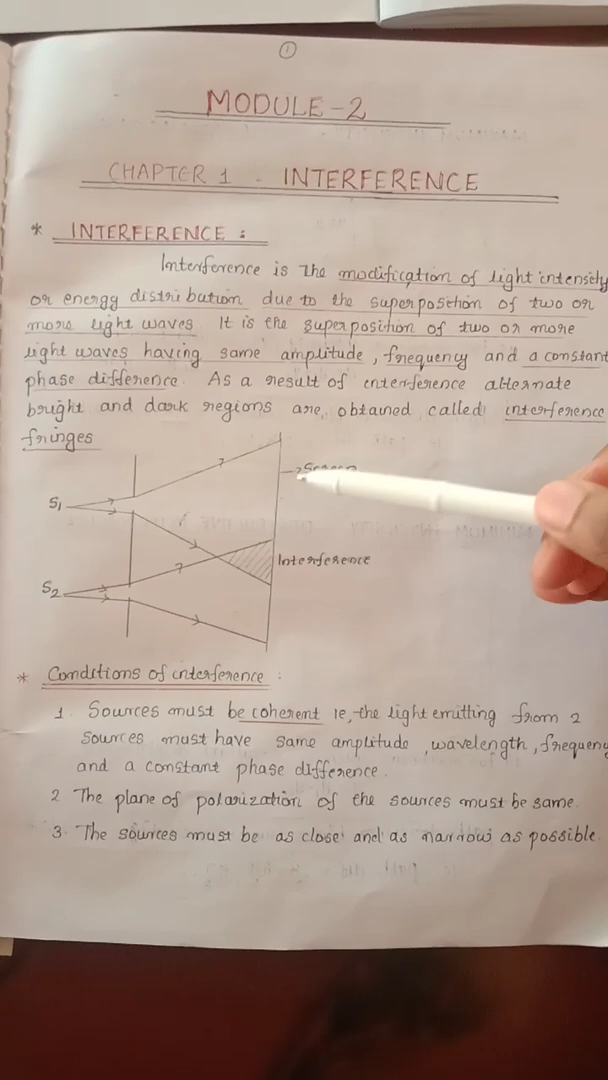 1
MODULE-2
CHAPTER 1 - INTERFERENCE
* INTERFERENCE :
Interference is the modification of light intensity
or energy distribution due to the superposition of two or
more light waves. It is the superposition of two or more
light waves having same amplitude, frequency and a constant
phase difference. As a result of interference alternate
bright and dark regions are obtained called interference
fringes
S1
Screen
Interference
S2
* Conditions of interference :
1. Sources must be coherent ie, the light emitting from 2
sources must have same amplitude, wavelength, frequency
and a constant phase difference.
2 The plane of polarization of the sources must be same.
3. The sources must be as close and as narrow as possible.